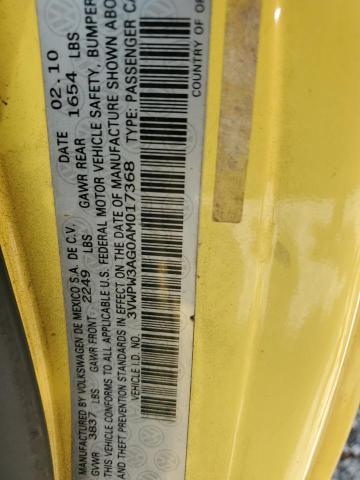 MANUFACTURED BY VOLKSWAGEN DE MEXICO S.A. DE C.V. DATE 02.10
GVWR 3837 LBS GAWR FRONT 2249 LBS GAWR REAR 1654 LBS
THIS VEHICLE CONFORMS TO ALL APPLICABLE U.S. FEDERAL MOTOR VEHICLE SAFETY, BUMPER
AND THEFT PREVENTION STANDARDS IN EFFECT ON THE DATE OF MANUFACTURE SHOWN ABO
VEHICLE I.D. NO. 3VWPW3AG0AM017368 TYPE: PASSENGER CA
COUNTRY OF OR